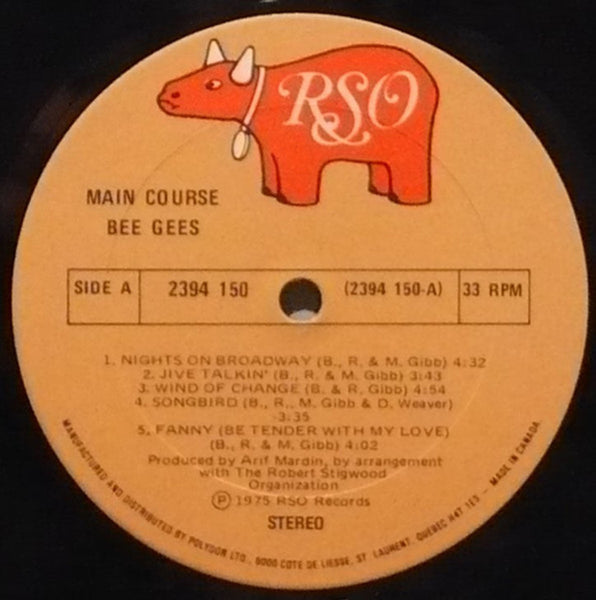 RSO
MAIN COURSE
BEE GEES
SIDE A 2394 150 (2394 150-A) 33 RPM
1. NIGHTS ON BROADWAY (B., R. & M. Gibb) 4:32
2. JIVE TALKIN' (B., R. & M. Gibb) 3:43
3. WIND OF CHANGE (B. & R. Gibb) 4:54
4. SONGBIRD (B., R., M. Gibb & D. Weaver)
3:35
5. FANNY (BE TENDER WITH MY LOVE)
(B., R. & M. Gibb) 4:02
Produced by Arif Mardin, by arrangement
with The Robert Stigwood
Organization
Ⓟ 1975 RSO Records
STEREO
MANUFACTURED AND DISTRIBUTED BY POLYDOR LTD., 6000 COTE DE LIESSE, ST. LAURENT, QUEBEC H4T 1E3 – MADE IN CANADA